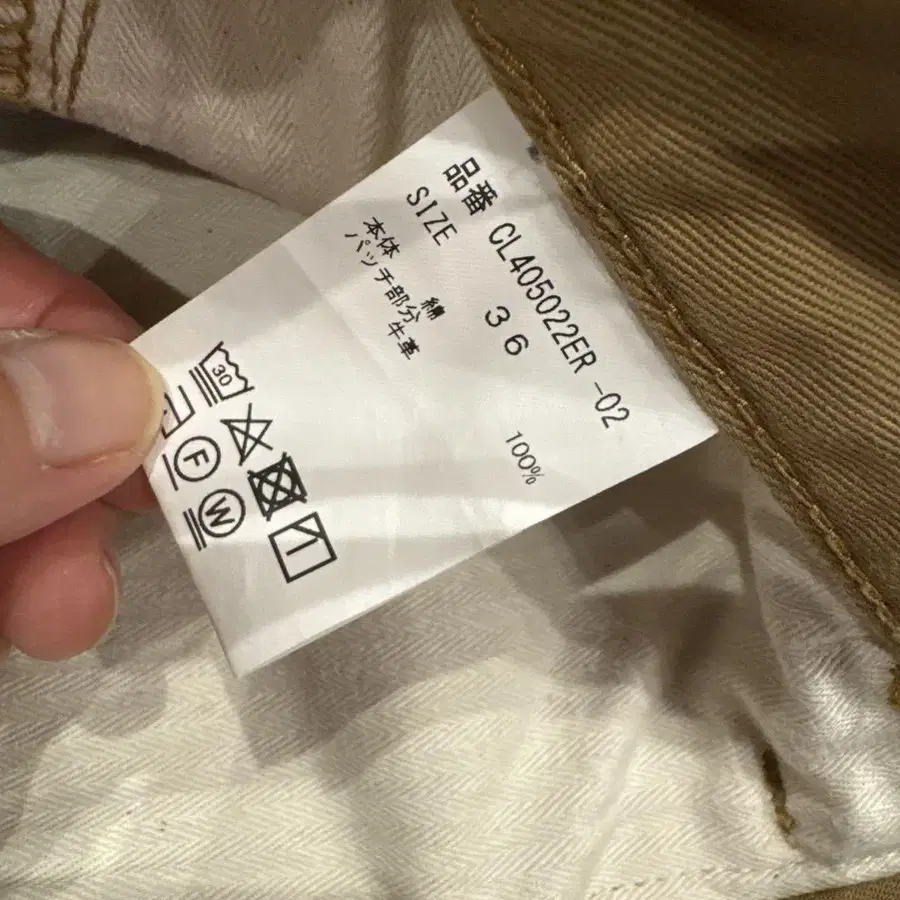 品番 CL405022ER -02
SIZE 36
本体 綿 100%
パッチ部分 牛革
30
F
W